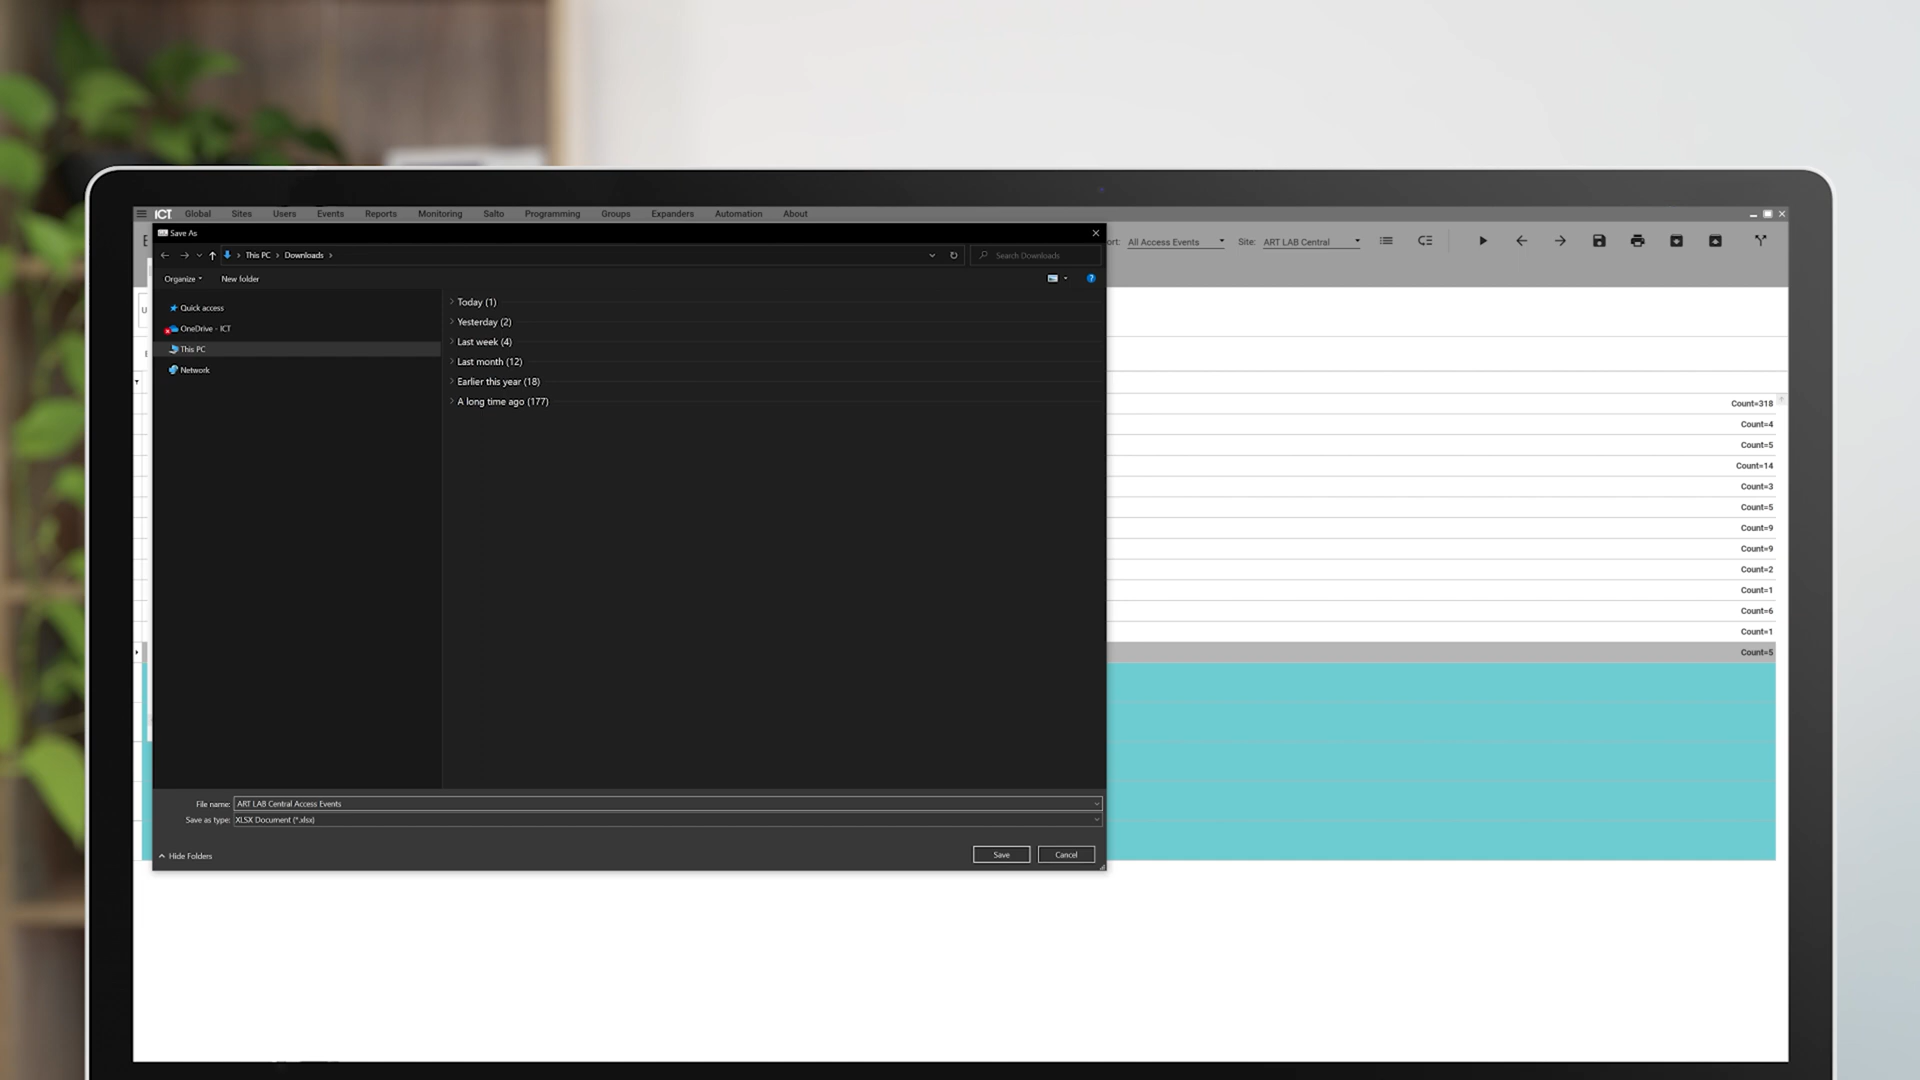 ICT Global Sites Users Events Reports Monitoring Salto Programming Groups Expanders Automation About
Save As
This PC Downloads
Search Downloads
ort: All Access Events Site: ART LAB Central
Organize New folder
Quick access
OneDrive - ICT
This PC
Network
Today (1)
Yesterday (2)
Last week (4)
Last month (12)
Earlier this year (18)
A long time ago (177)
Count=318
Count=4
Count=5
Count=14
Count=3
Count=5
Count=9
Count=9
Count=2
Count=1
Count=6
Count=1
Count=5
File name: ART LAB Central Access Events
Save as type: XLSX Document (*.xlsx)
Hide Folders
Save Cancel